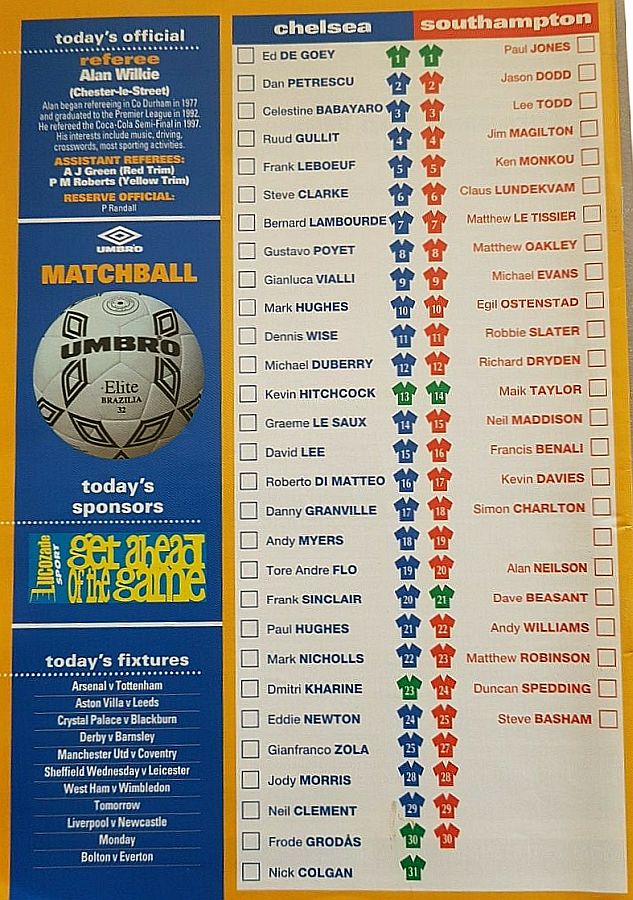 today's official
referee
Alan Wilkie
(Chester-le-Street)
Alan began refereeing in Co Durham in 1977
and graduated to the Premier League in 1992.
He refereed the Coca-Cola Semi-Final in 1997.
His interests include music, driving,
crosswords, most sporting activities.
ASSISTANT REFEREES:
A J Green (Red Trim)
P M Roberts (Yellow Trim)
RESERVE OFFICIAL:
P Randall
UMBRO
MATCHBALL
UMBRO
Elite
BRAZILIA
32
today's
sponsors
Lucozade
SPORT
get ahead
of the game
today's fixtures
Arsenal v Tottenham
Aston Villa v Leeds
Crystal Palace v Blackburn
Derby v Barnsley
Manchester Utd v Coventry
Sheffield Wednesday v Leicester
West Ham v Wimbledon
Tomorrow
Liverpool v Newcastle
Monday
Bolton v Everton
chelsea southampton
Ed DE GOEY 1 1 Paul JONES
Dan PETRESCU 2 2 Jason DODD
Celestine BABAYARO 3 3 Lee TODD
Ruud GULLIT 4 4 Jim MAGILTON
Frank LEBOEUF 5 5 Ken MONKOU
Steve CLARKE 6 6 Claus LUNDEKVAM
Bernard LAMBOURDE 7 7 Matthew LE TISSIER
Gustavo POYET 8 8 Matthew OAKLEY
Gianluca VIALLI 9 9 Michael EVANS
Mark HUGHES 10 10 Egil OSTENSTAD
Dennis WISE 11 11 Robbie SLATER
Michael DUBERRY 12 12 Richard DRYDEN
Kevin HITCHCOCK 13 14 Maik TAYLOR
Graeme LE SAUX 14 15 Neil MADDISON
David LEE 15 16 Francis BENALI
Roberto DI MATTEO 16 17 Kevin DAVIES
Danny GRANVILLE 17 18 Simon CHARLTON
Andy MYERS 18 19
Tore Andre FLO 19 20 Alan NEILSON
Frank SINCLAIR 20 21 Dave BEASANT
Paul HUGHES 21 22 Andy WILLIAMS
Mark NICHOLLS 22 23 Matthew ROBINSON
Dmitri KHARINE 23 24 Duncan SPEDDING
Eddie NEWTON 24 25 Steve BASHAM
Gianfranco ZOLA 25 27
Jody MORRIS 28 28
Neil CLEMENT 29 29
Frode GRODÅS 30 30
Nick COLGAN 31